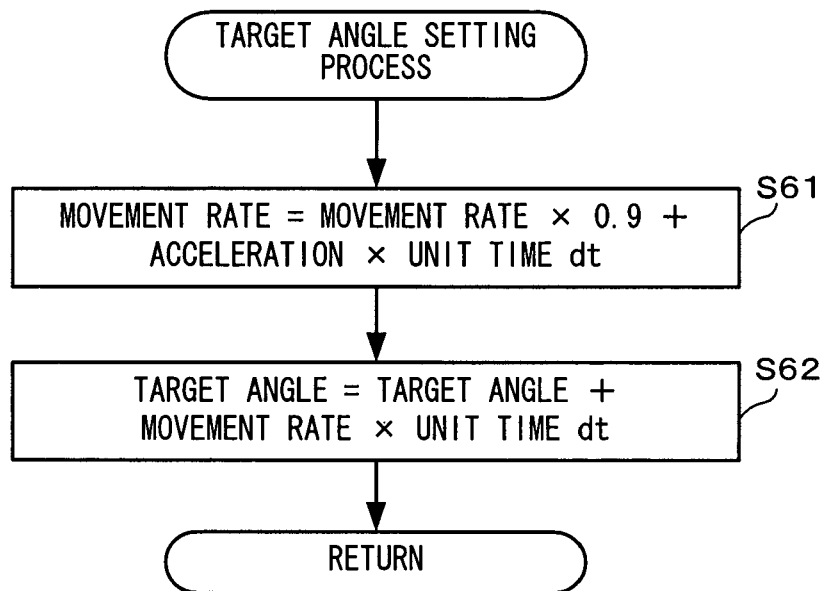 TARGET ANGLE SETTING
PROCESS
S61
MOVEMENT RATE = MOVEMENT RATE × 0.9 +
ACCELERATION × UNIT TIME dt
S62
TARGET ANGLE = TARGET ANGLE +
MOVEMENT RATE × UNIT TIME dt
RETURN